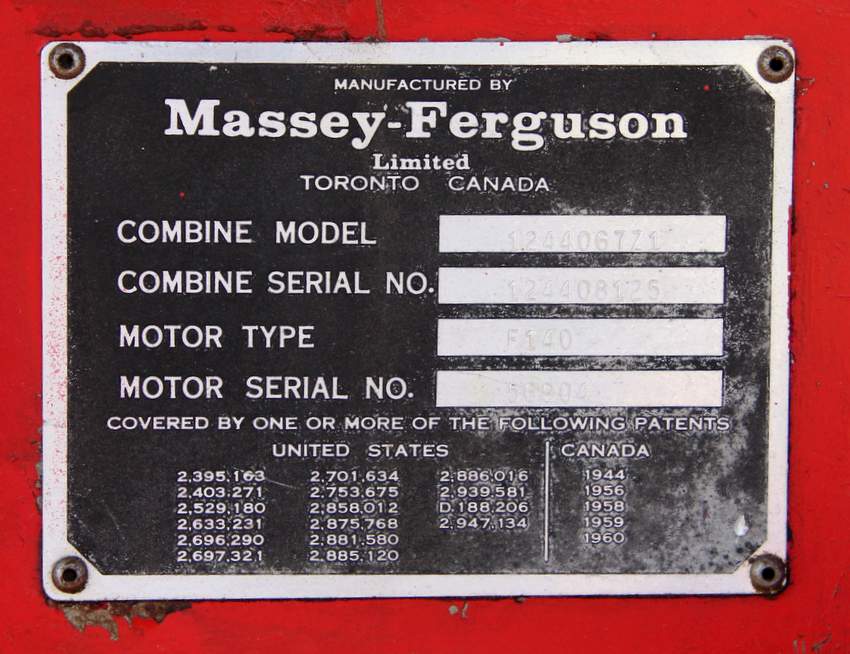 MANUFACTURED BY
Massey-Ferguson
Limited
TORONTO CANADA
COMBINE MODEL 1244067Z1
COMBINE SERIAL NO. 124408125
MOTOR TYPE F140
MOTOR SERIAL NO.
COVERED BY ONE OR MORE OF THE FOLLOWING PATENTS
UNITED STATES CANADA
2,395,163 2,701,634 2,886,016 1944
2,403,271 2,753,675 2,939,581 1956
2,529,180 2,858,012 D.188,206 1958
2,633,231 2,875,768 2,947,134 1959
2,696,290 2,881,580 1960
2,697,321 2,885,120